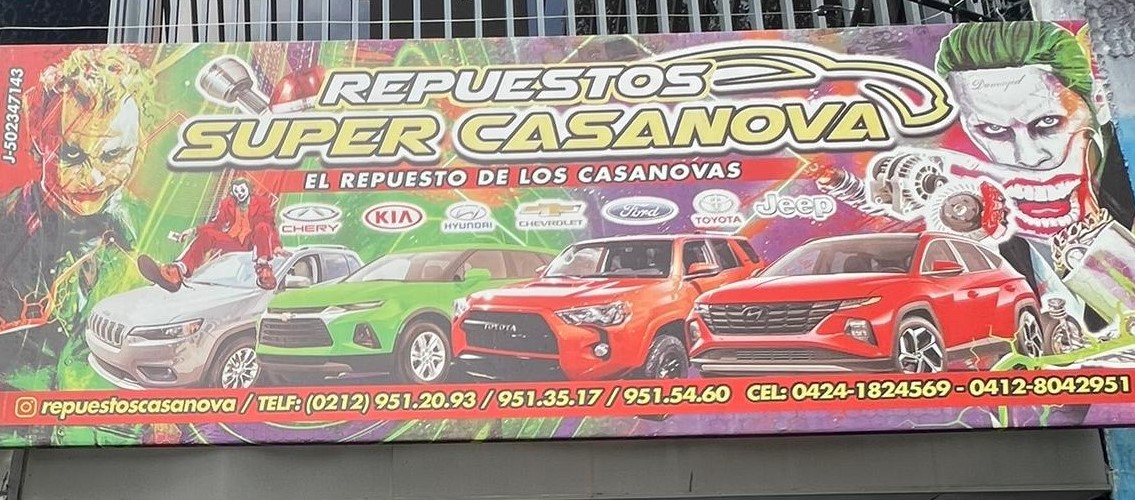 J-502347143
REPUESTOS
SUPER CASANOVA
EL REPUESTO DE LOS CASANOVAS
CHERY
KIA
HYUNDAI
CHEVROLET
Ford
TOYOTA
Jeep
Damaged
TOYOTA
repuestoscasanova / TELF: (0212) 951.20.93 / 951.35.17 / 951.54.60 CEL: 0424-1824569 - 0412-8042951